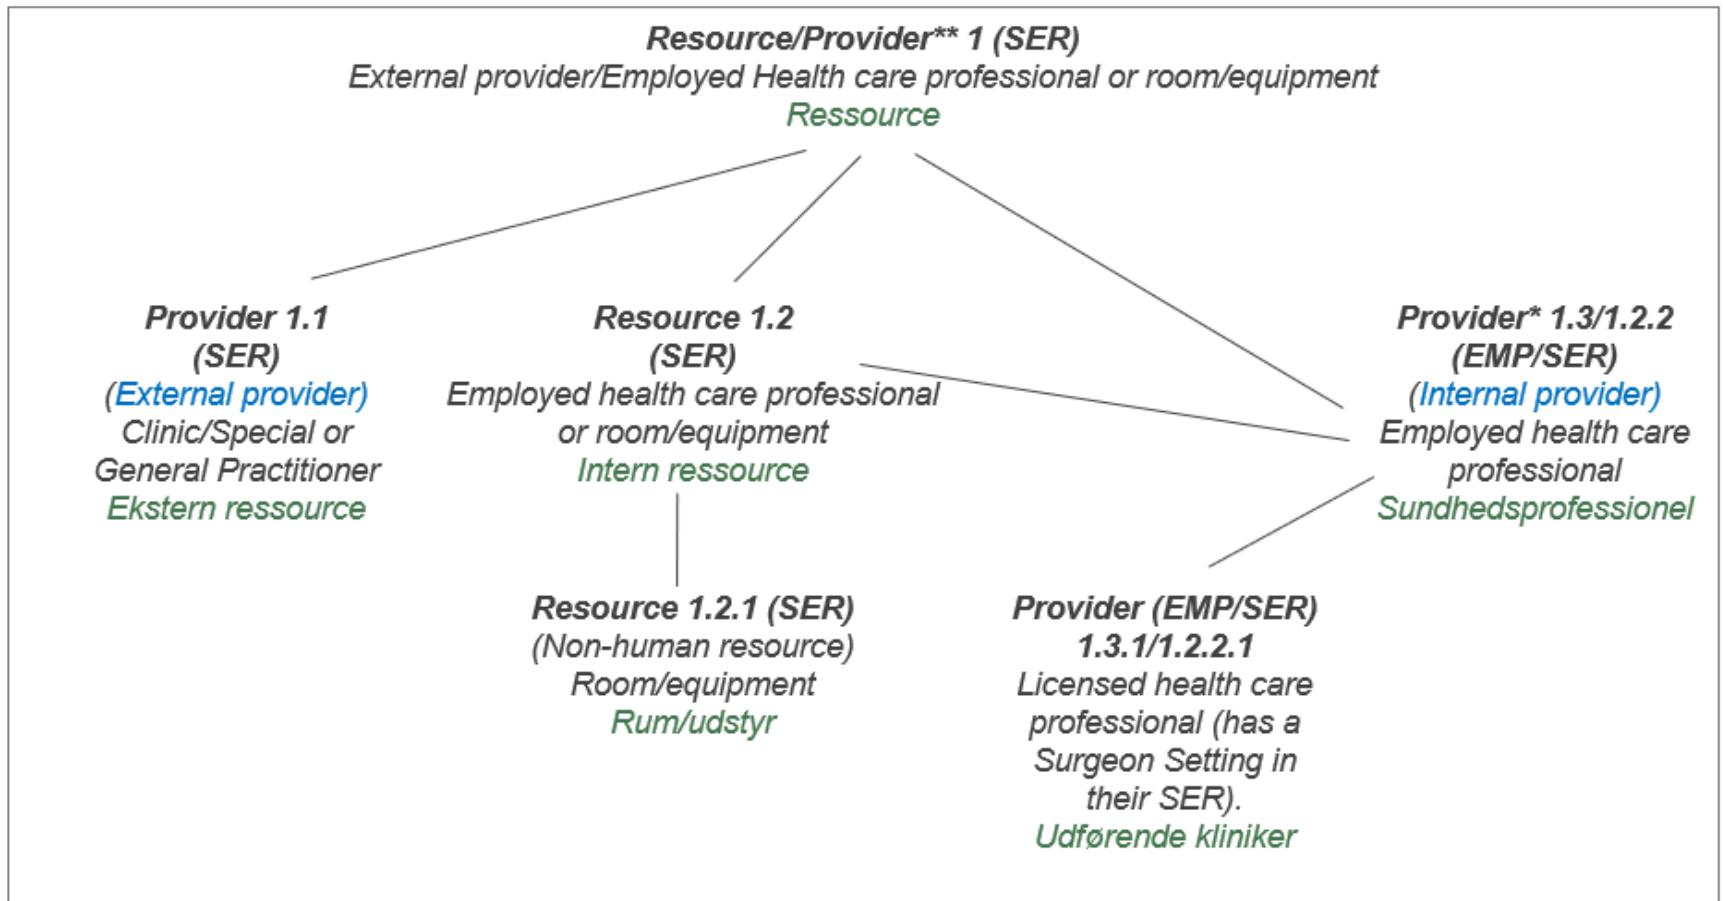 Resource/Provider** 1 (SER)
External provider/Employed Health care professional or room/equipment
Ressource
Provider 1.1
(SER)
(External provider)
Clinic/Special or
General Practitioner
Ekstern ressource
Resource 1.2
(SER)
Employed health care professional
or room/equipment
Intern ressource
Provider* 1.3/1.2.2
(EMP/SER)
(Internal provider)
Employed health care
professional
Sundhedsprofessionel
Resource 1.2.1 (SER)
(Non-human resource)
Room/equipment
Rum/udstyr
Provider (EMP/SER)
1.3.1/1.2.2.1
Licensed health care
professional (has a
Surgeon Setting in
their SER).
Udførende kliniker